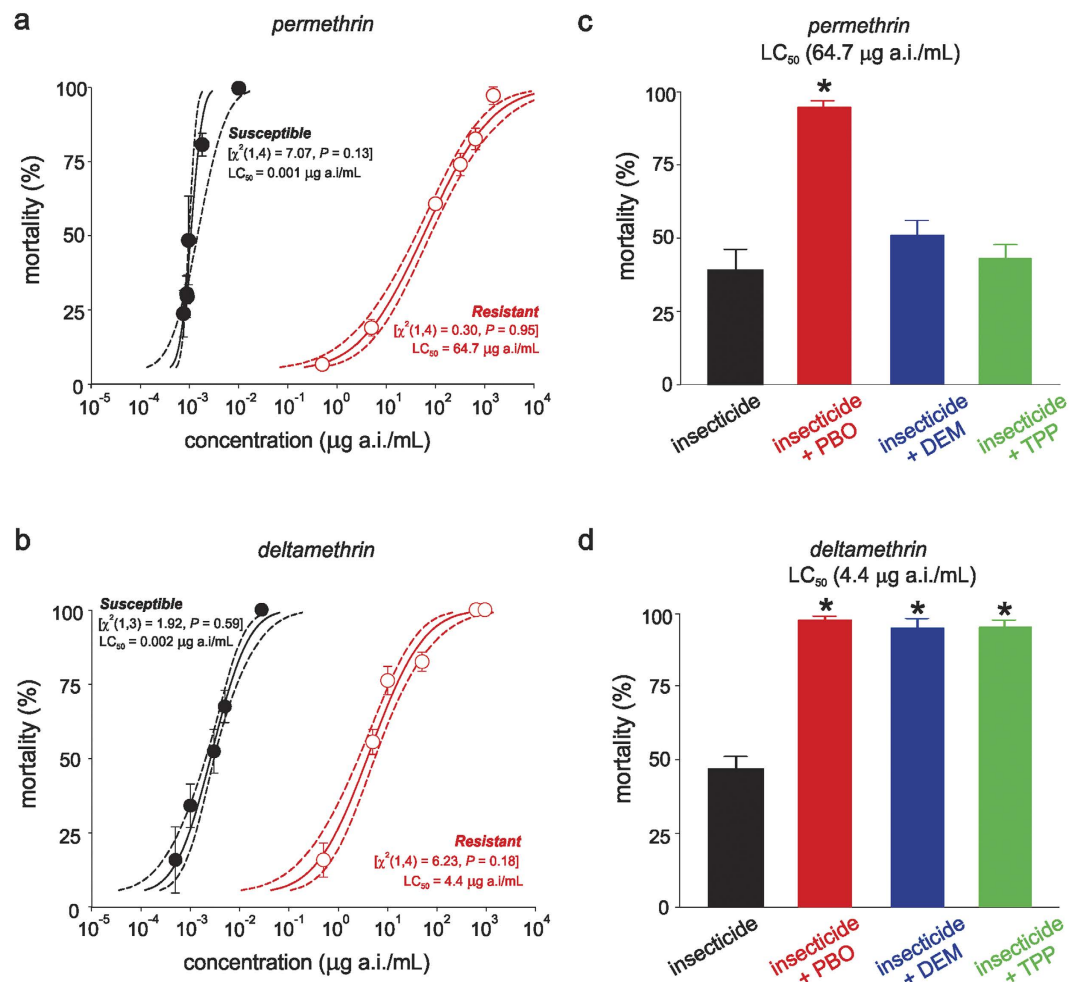 a
permethrin
100
75
50
25
0
mortality (%)
Susceptible
[χ²(1,4) = 7.07, P = 0.13]
LC₅₀ = 0.001 μg a.i/mL
Resistant
[χ²(1,4) = 0.30, P = 0.95]
LC₅₀ = 64.7 μg a.i/mL
10⁻⁵ 10⁻⁴ 10⁻³ 10⁻² 10⁻¹ 10⁰ 10¹ 10² 10³ 10⁴
concentration (μg a.i./mL)
c
permethrin
LC₅₀ (64.7 μg a.i./mL)
100
75
50
25
0
mortality (%)
*
insecticide
insecticide
+ PBO
insecticide
+ DEM
insecticide
+ TPP
b
deltamethrin
100
75
50
25
0
mortality (%)
Susceptible
[χ²(1,3) = 1.92, P = 0.59]
LC₅₀ = 0.002 μg a.i/mL
Resistant
[χ²(1,4) = 6.23, P = 0.18]
LC₅₀ = 4.4 μg a.i/mL
10⁻⁵ 10⁻⁴ 10⁻³ 10⁻² 10⁻¹ 10⁰ 10¹ 10² 10³ 10⁴
concentration (μg a.i./mL)
d
deltamethrin
LC₅₀ (4.4 μg a.i./mL)
100
75
50
25
0
mortality (%)
* * *
insecticide
insecticide
+ PBO
insecticide
+ DEM
insecticide
+ TPP